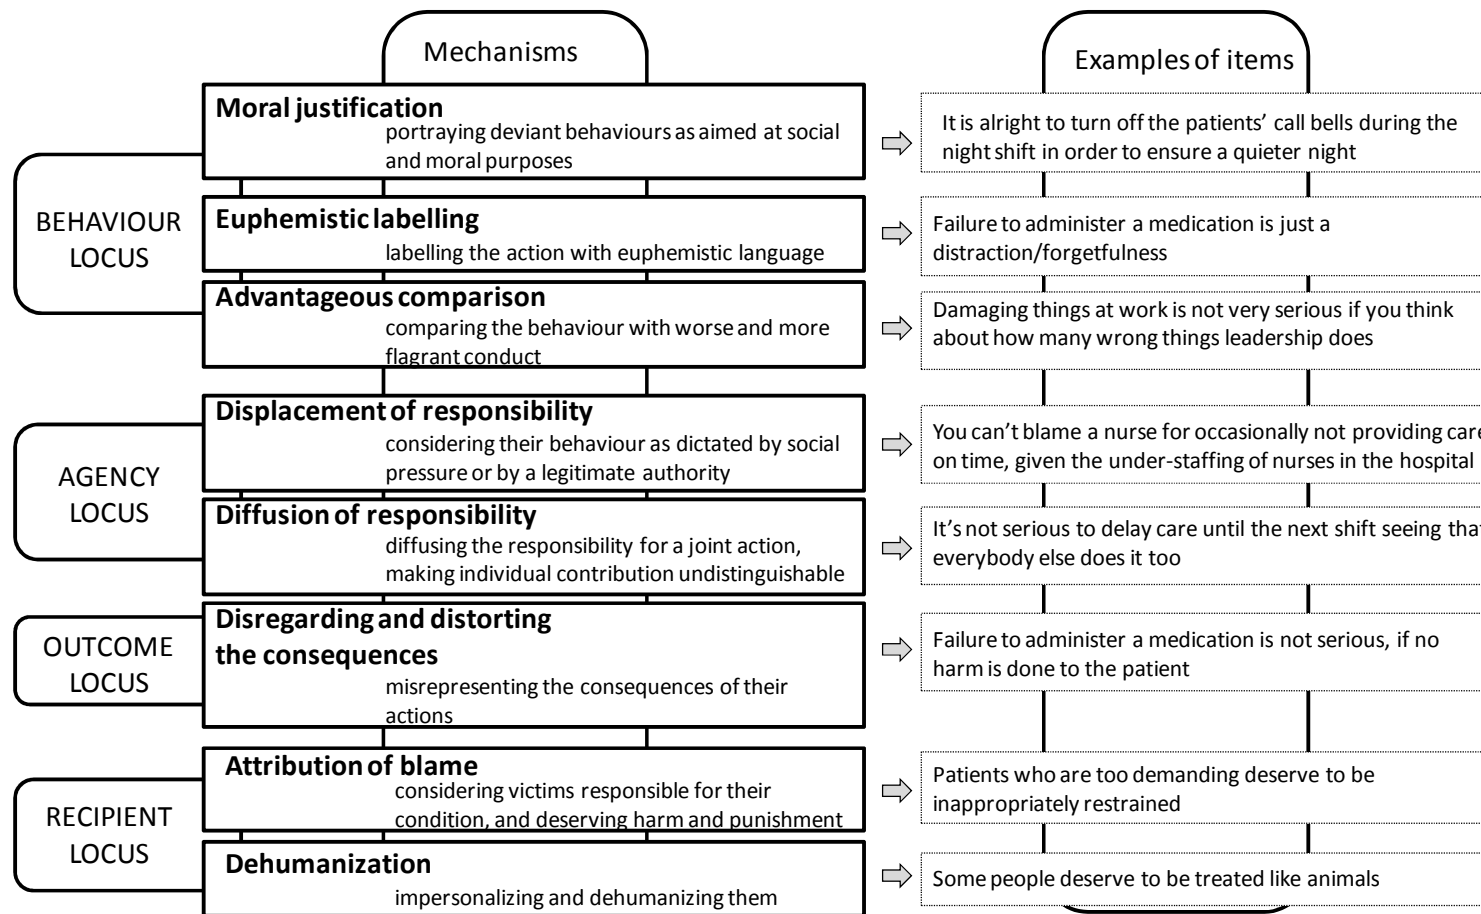 Mechanisms
Examples of items
BEHAVIOUR
LOCUS
Moral justification
portraying deviant behaviours as aimed at social
and moral purposes
It is alright to turn off the patients’ call bells during the
night shift in order to ensure a quieter night
Euphemistic labelling
labelling the action with euphemistic language
Failure to administer a medication is just a
distraction/forgetfulness
Advantageous comparison
comparing the behaviour with worse and more
flagrant conduct
Damaging things at work is not very serious if you think
about how many wrong things leadership does
AGENCY
LOCUS
Displacement of responsibility
considering their behaviour as dictated by social
pressure or by a legitimate authority
You can’t blame a nurse for occasionally not providing care
on time, given the under-staffing of nurses in the hospital
Diffusion of responsibility
diffusing the responsibility for a joint action,
making individual contribution undistinguishable
It’s not serious to delay care until the next shift seeing that
everybody else does it too
OUTCOME
LOCUS
Disregarding and distorting
the consequences
misrepresenting the consequences of their
actions
Failure to administer a medication is not serious, if no
harm is done to the patient
RECIPIENT
LOCUS
Attribution of blame
considering victims responsible for their
condition, and deserving harm and punishment
Patients who are too demanding deserve to be
inappropriately restrained
Dehumanization
impersonalizing and dehumanizing them
Some people deserve to be treated like animals